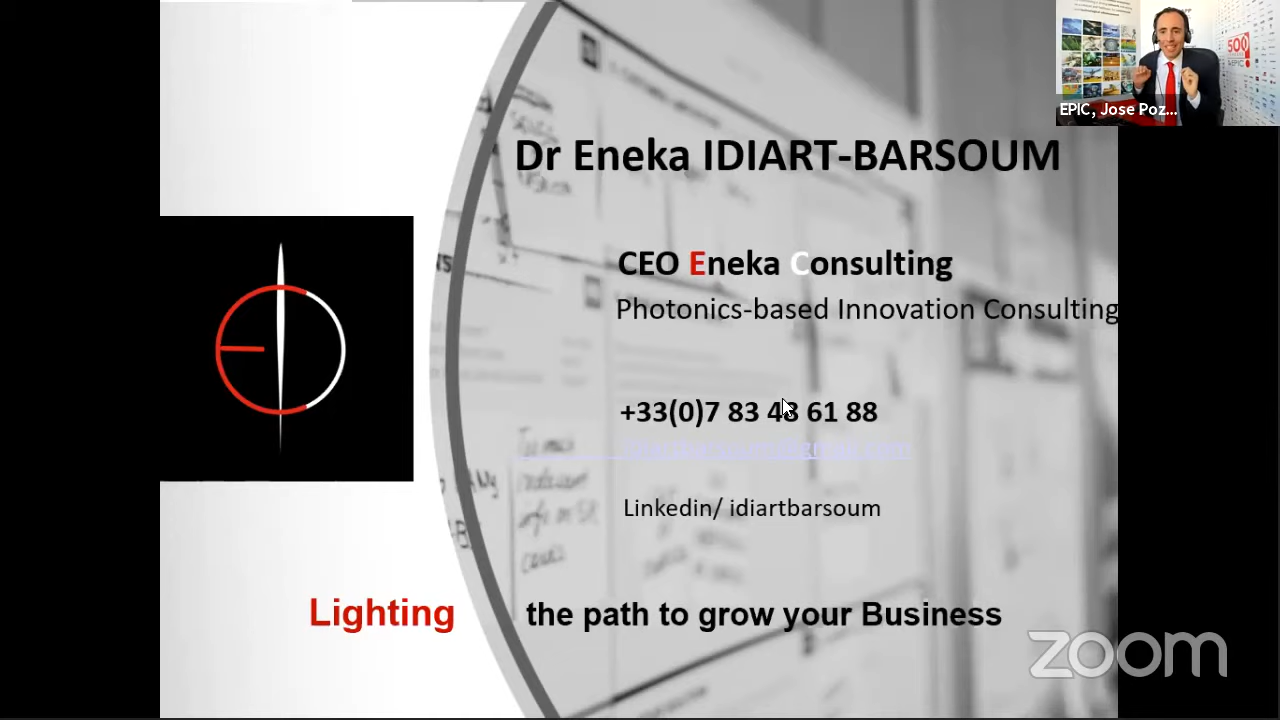 EPIC, Jose Poz...
Dr Eneka IDIART-BARSOUM
CEO Eneka Consulting
Photonics-based Innovation Consulting
+33(0)7 83 48 61 88
Linkedin/ idiartbarsoum
Lighting the path to grow your Business
zoom